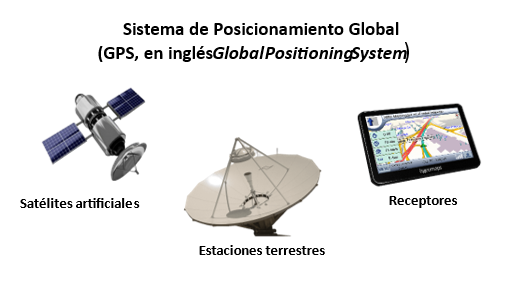 Sistema de Posicionamiento Global
(GPS, en inglésGlobalPositioningSystem)
Satélites artificiales
Receptores
Estaciones terrestres